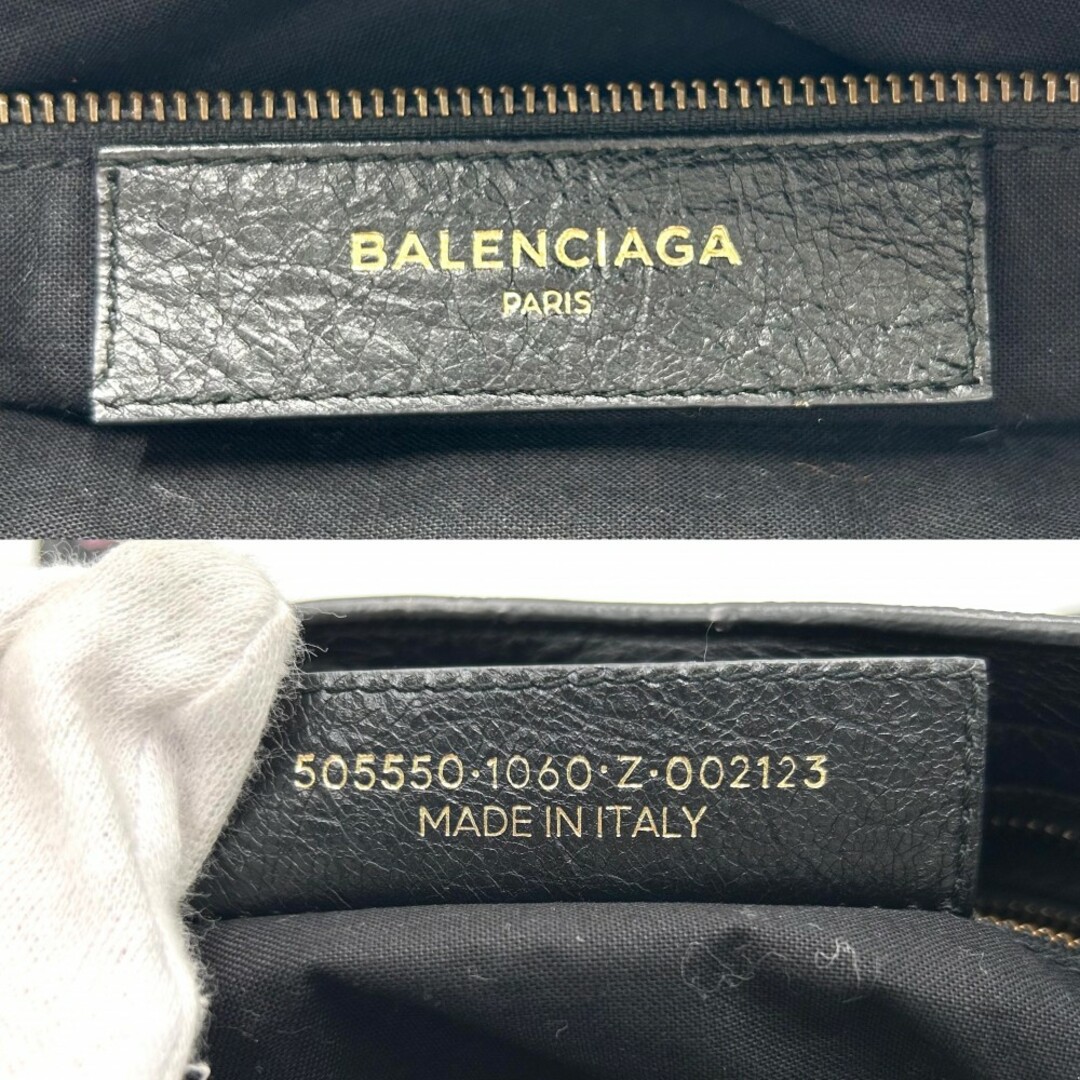 BALENCIAGA
PARIS
505550·1060·Z·002123
MADE IN ITALY